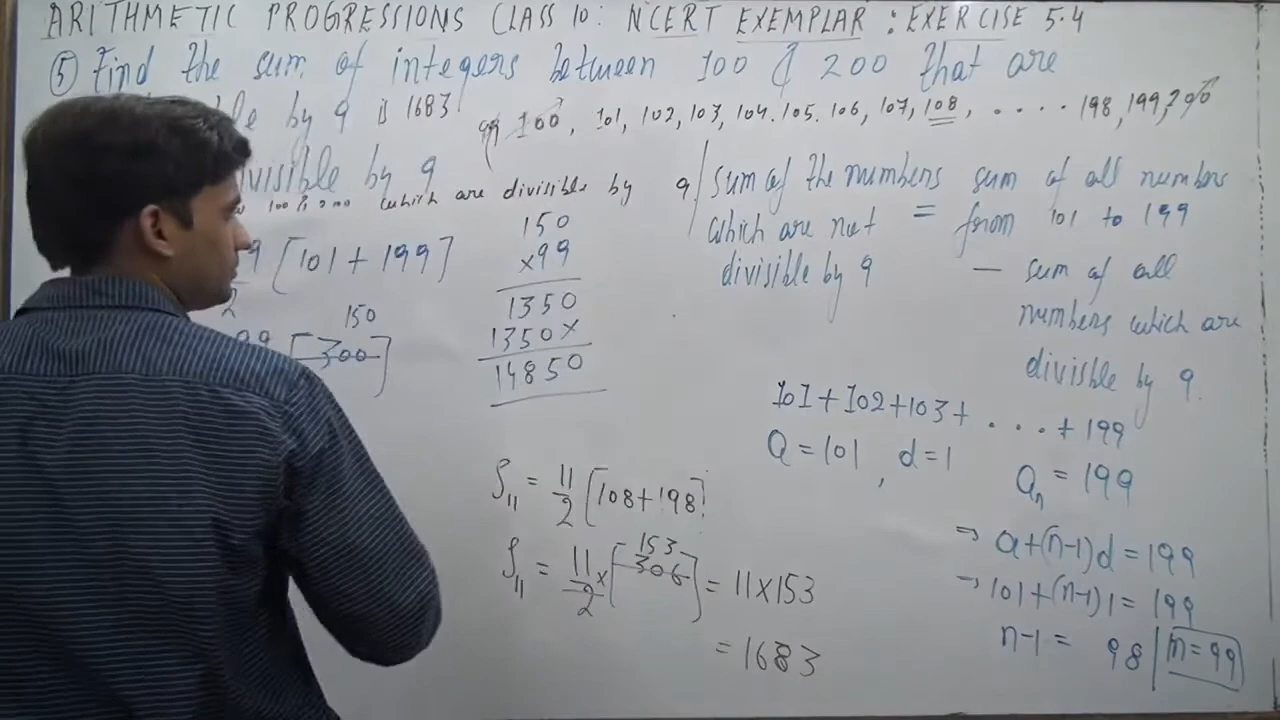 ARITHMETIC PROGRESSIONS CLASS 10: NCERT EXEMPLAR : EXERCISE 5.4
⑤ Find the sum of integers between 100 & 200 that are
by 9 is 1683
99 100, 101, 102, 103, 104. 105. 106, 107, 108, ..... 198, 199, 200
by 9
which are divisible by 9
[101 + 199]
2
150
[300]
150
×99
1350
1350×
14850
S11 = 11/2 [108+198]
153
S11 = 11/2 × [306] = 11×153
= 1683
Sum of the numbers which are not divisible by 9 = sum of all numbers from 101 to 199
— sum of all
numbers which are
divisble by 9.
101+102+103+ ....+199
a = 101 , d=1
an = 199
⇒ a+(n-1)d = 199
⇒ 101+(n-1)1 = 199
n-1 = 98 | n=99